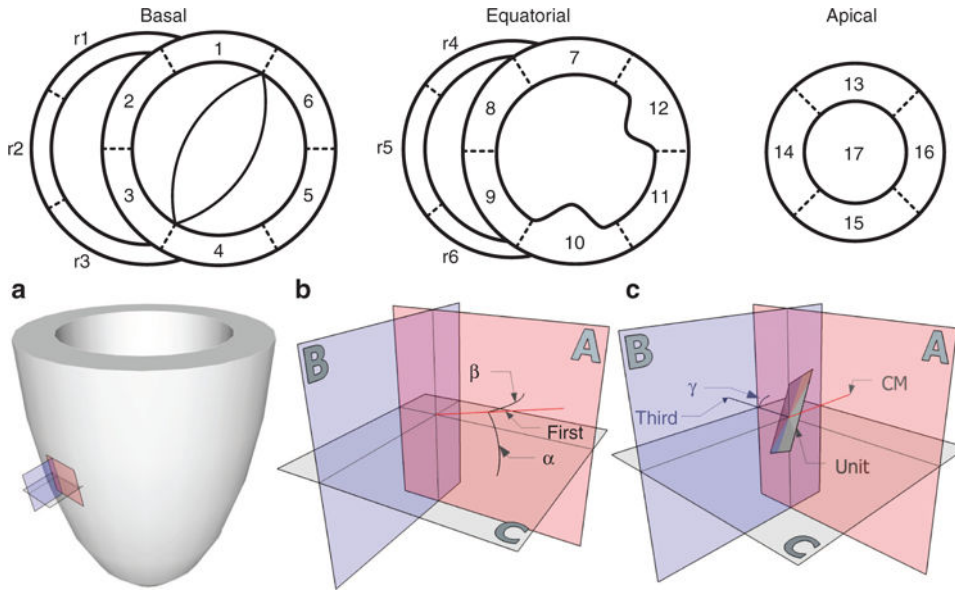 Basal
Equatorial
Apical
r1
1
2
6
r2
3
5
4
r3
r4
7
8
12
r5
9
11
10
r6
13
14
17
16
15
a
b
c
B
A
β
First
α
C
B
A
γ
CM
Third
Unit
C